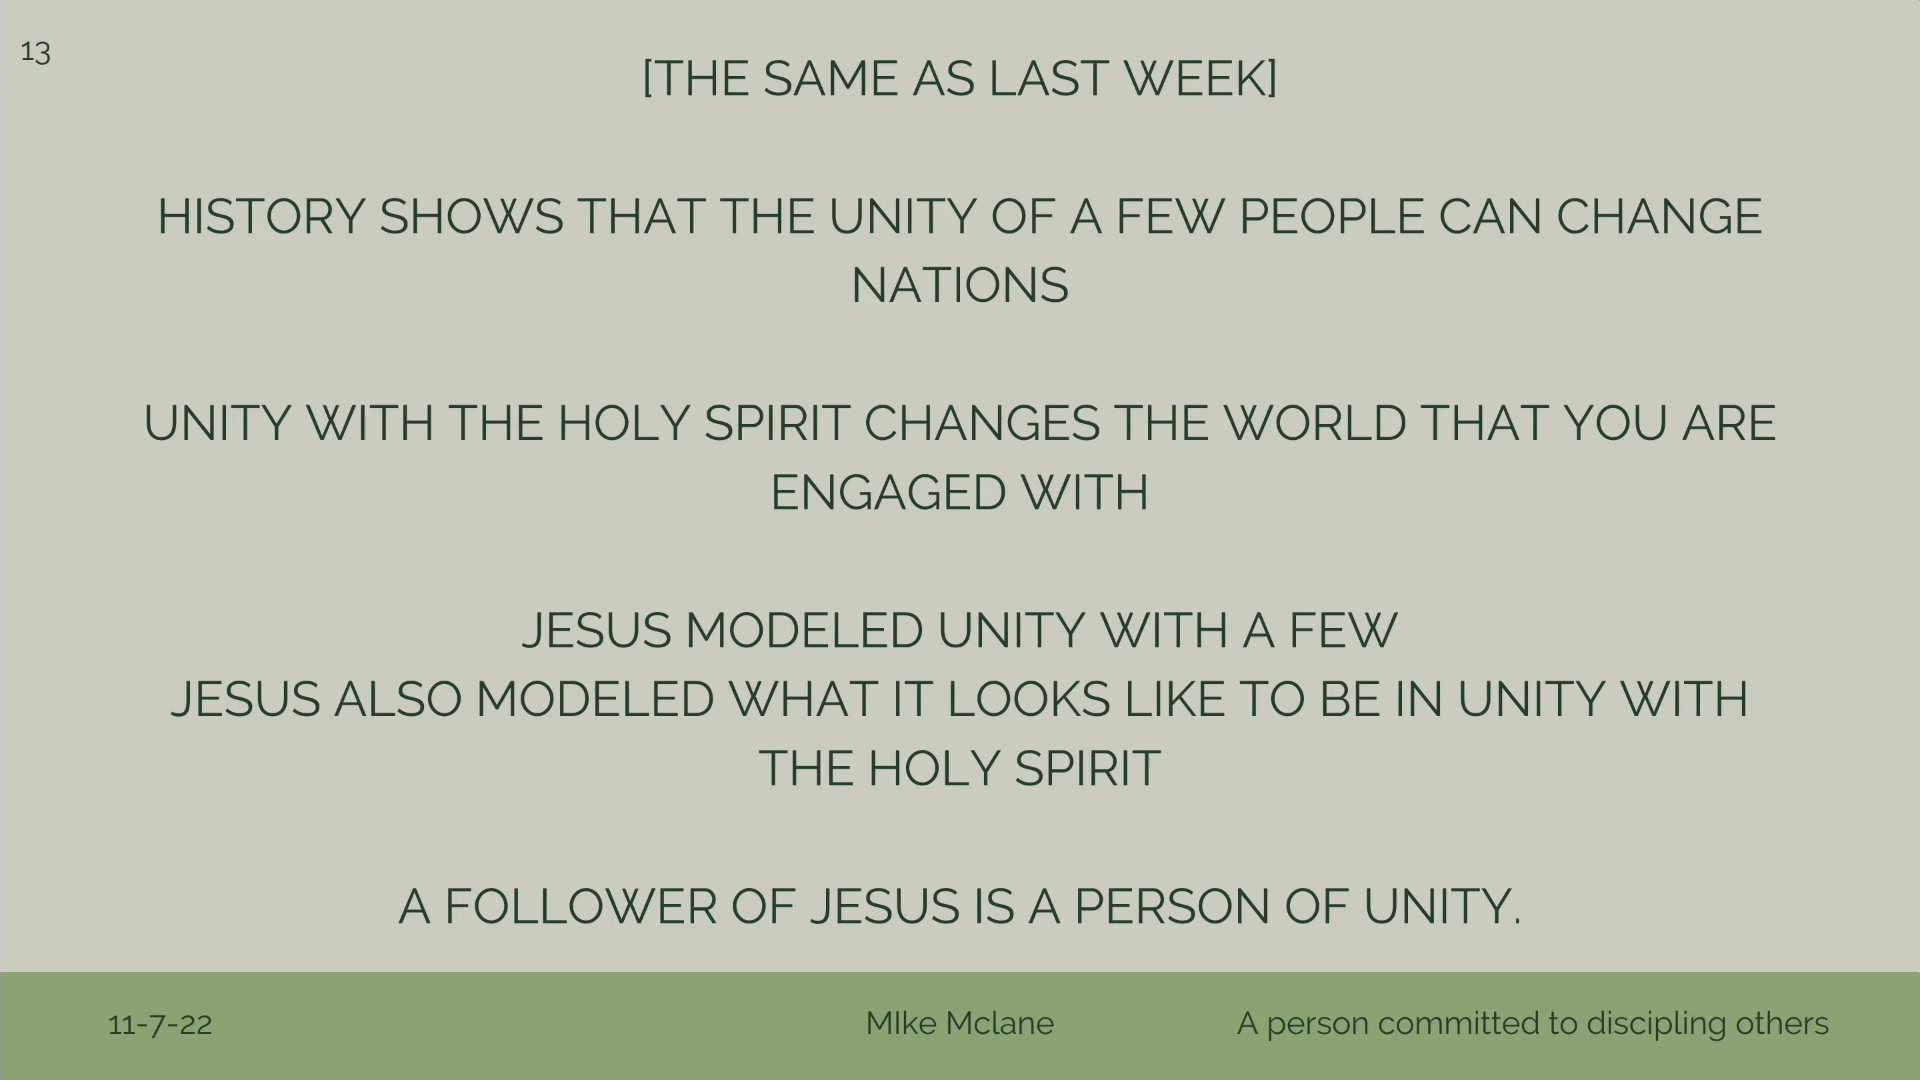 13
[THE SAME AS LAST WEEK]
HISTORY SHOWS THAT THE UNITY OF A FEW PEOPLE CAN CHANGE
NATIONS
UNITY WITH THE HOLY SPIRIT CHANGES THE WORLD THAT YOU ARE
ENGAGED WITH
JESUS MODELED UNITY WITH A FEW
JESUS ALSO MODELED WHAT IT LOOKS LIKE TO BE IN UNITY WITH
THE HOLY SPIRIT
A FOLLOWER OF JESUS IS A PERSON OF UNITY.
11-7-22
MIke Mclane
A person committed to discipling others